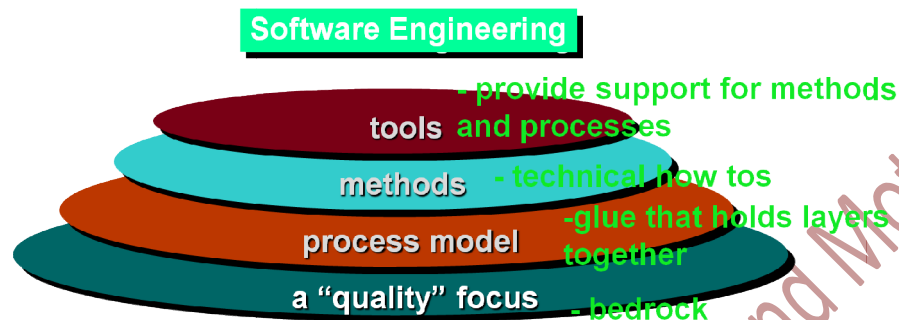 Software Engineering
- provide support for methods
tools and processes
methods - technical how tos
-glue that holds layers
process model together
a “quality” focus - bedrock